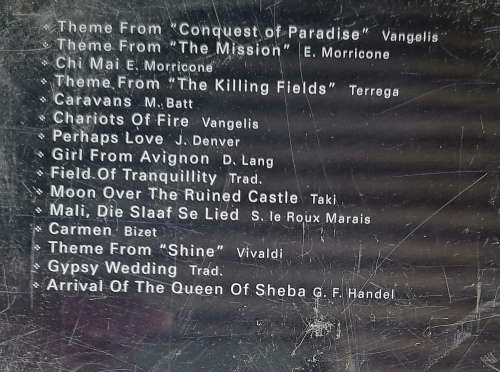 Theme From "Conquest of Paradise" Vangelis
Theme From "The Mission" E. Morricone
Chi Mai E. Morricone
Theme From "The Killing Fields" Terrega
Caravans M. Batt
Chariots Of Fire Vangelis
Perhaps Love J. Denver
Girl From Avignon D. Lang
Field Of Tranquillity Trad.
Moon Over The Ruined Castle Taki
Mali, Die Slaaf Se Lied S. le Roux Marais
Carmen Bizet
Theme From "Shine" Vivaldi
Gypsy Wedding Trad.
Arrival Of The Queen Of Sheba G. F. Handel